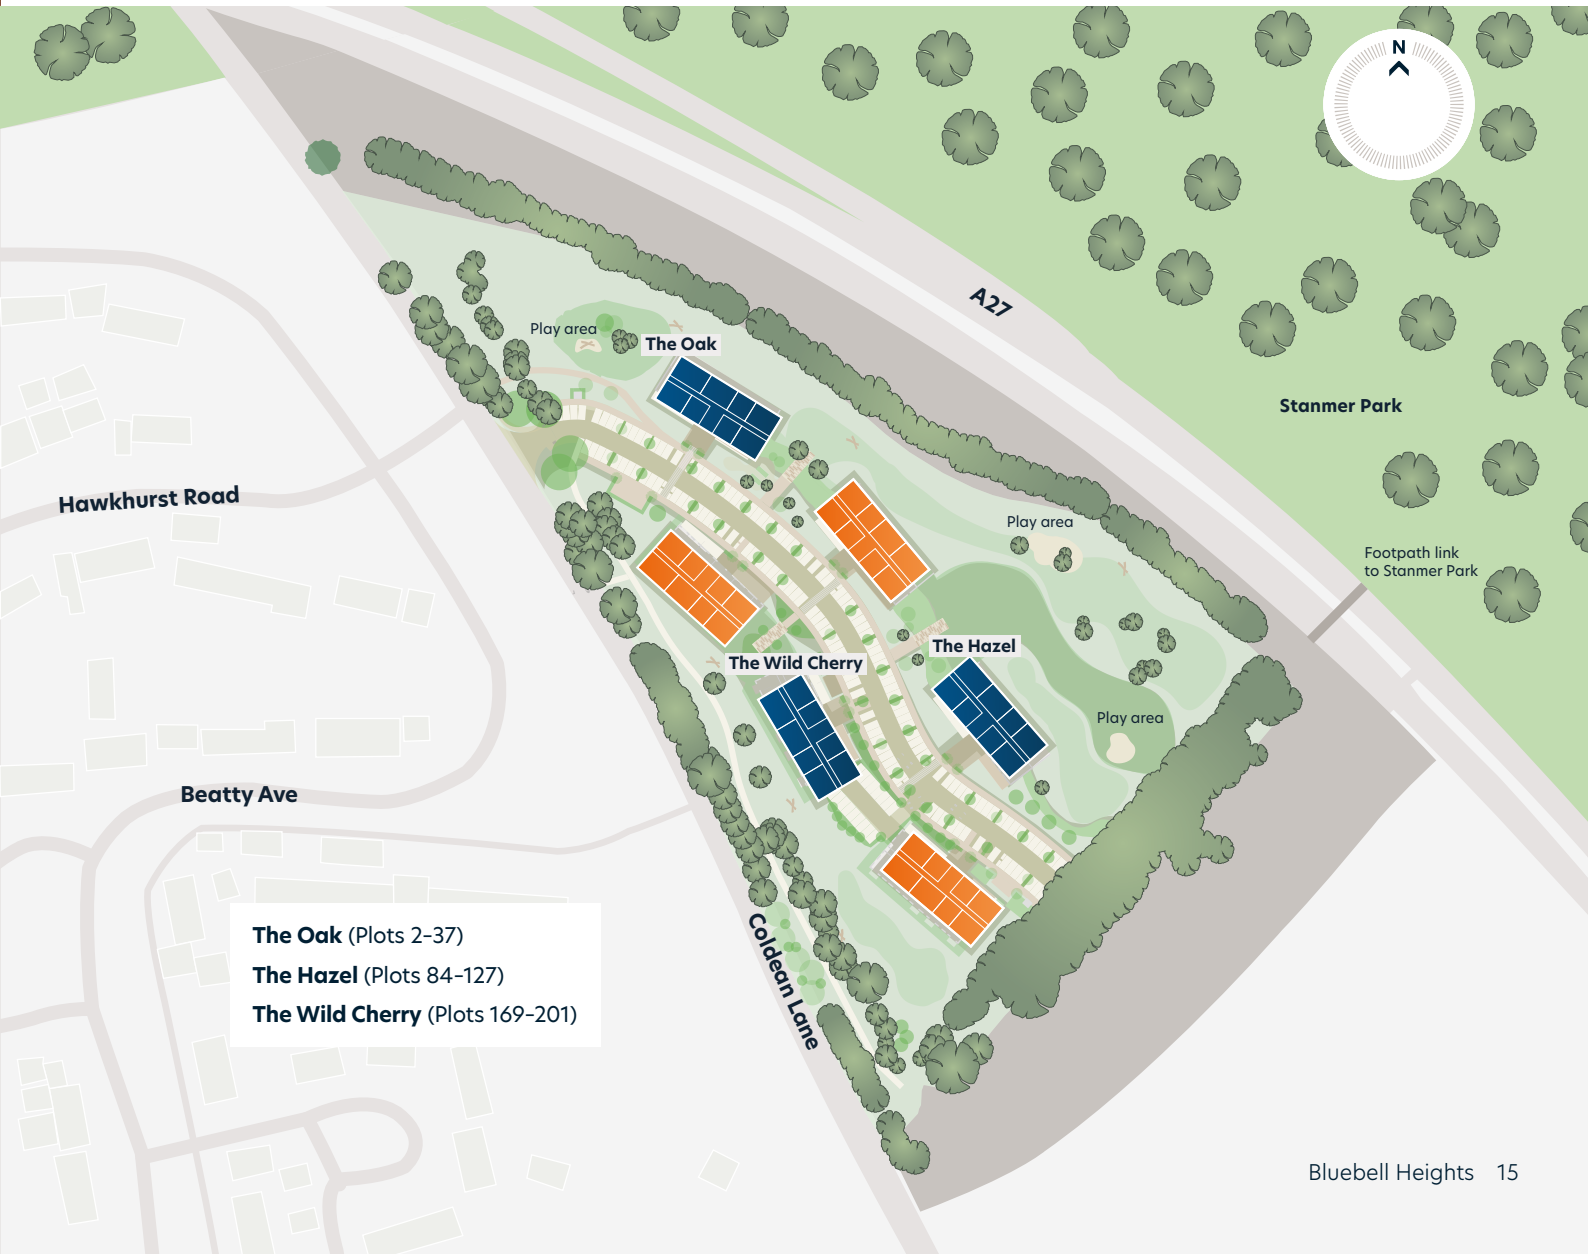 N
A27
Play area
The Oak
Stanmer Park
Hawkhurst Road
Play area
Footpath link
to Stanmer Park
The Hazel
The Wild Cherry
Play area
Beatty Ave
Coldean Lane
The Oak (Plots 2–37)
The Hazel (Plots 84–127)
The Wild Cherry (Plots 169–201)
Bluebell Heights 15